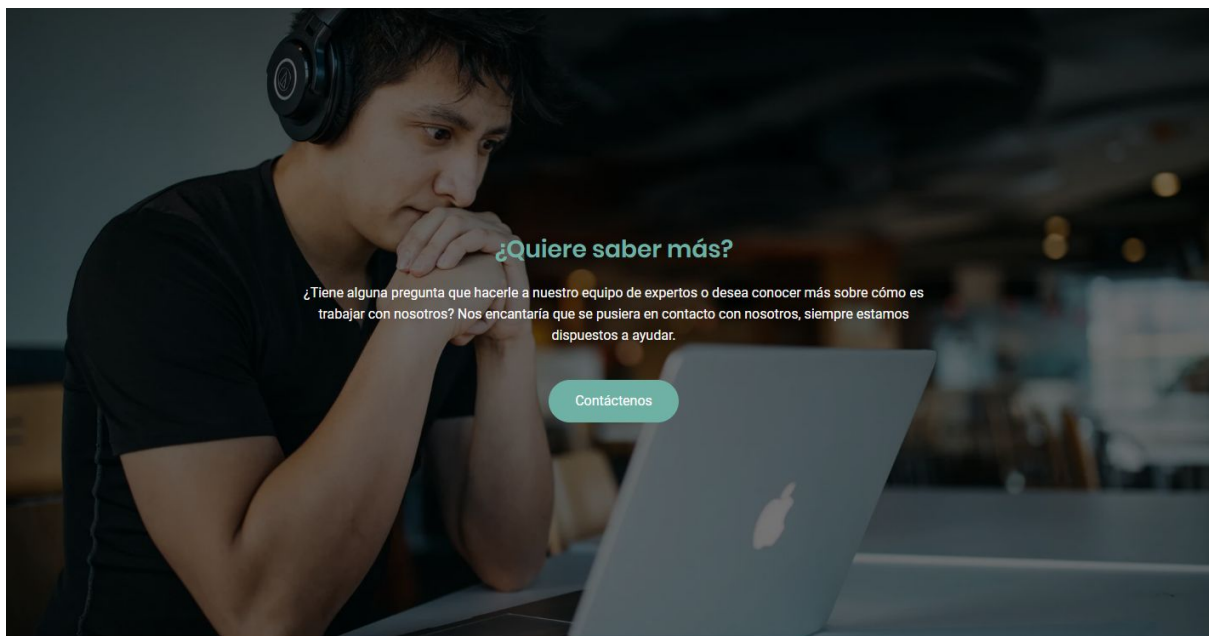 ¿Quiere saber más?
¿Tiene alguna pregunta que hacerle a nuestro equipo de expertos o desea conocer más sobre cómo es
trabajar con nosotros? Nos encantaría que se pusiera en contacto con nosotros, siempre estamos
dispuestos a ayudar.
Contáctenos